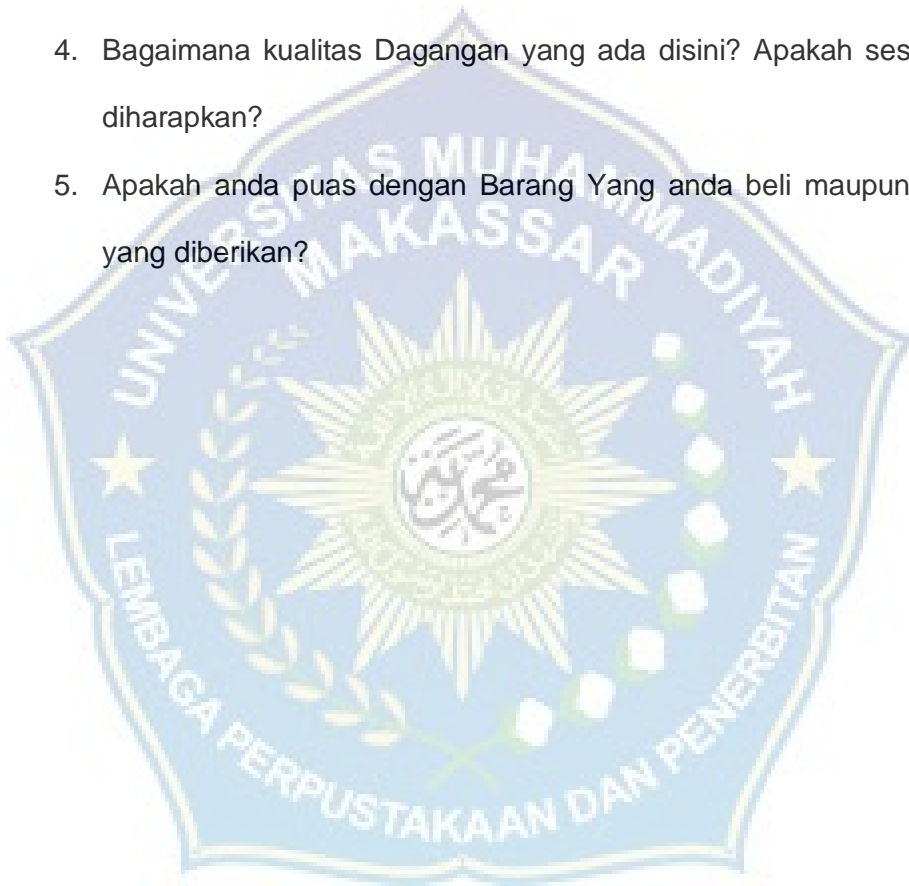 4. Bagaimana kualitas Dagangan yang ada disini? Apakah ses
diharapkan?
5. Apakah anda puas dengan Barang Yang anda beli maupun
yang diberikan?
UNIVERSITAS MUHAMMADIYAH
MAKASSAR
LEMBAGA PERPUSTAKAAN DAN PENERBITAN